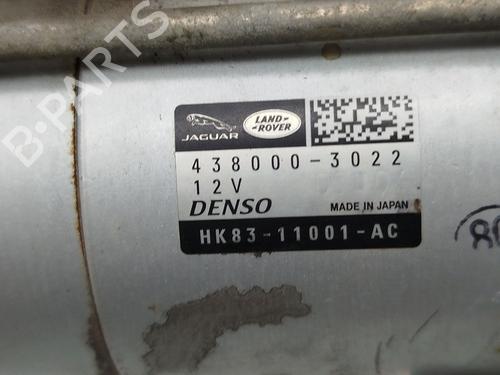 B-PARTS
JAGUAR
LAND-
-ROVER
438000-3022
12V
DENSO MADE IN JAPAN
HK83-11001-AC